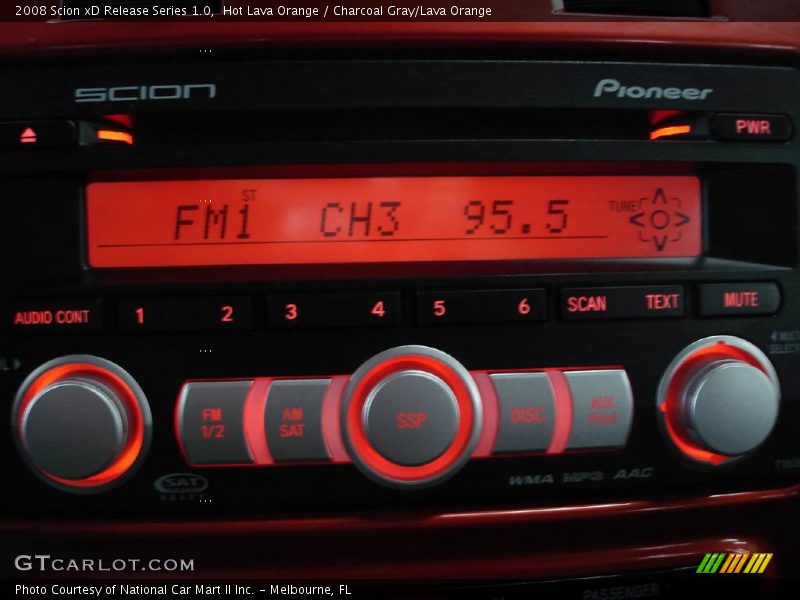 2008 Scion xD Release Series 1.0, Hot Lava Orange / Charcoal Gray/Lava Orange
SCION
Pioneer
PWR
ST
FM1 CH3 95.5
TUNE
AUDIO CONT
1 2 3 4 5 6
SCAN TEXT
MUTE
FM
1/2
AM
SAT
SSP
DISC
AUX
iPod
SAT
READY
WMA MP3 AAC
GTCARLOT.COM
PASSENGER
Photo Courtesy of National Car Mart II Inc. - Melbourne, FL